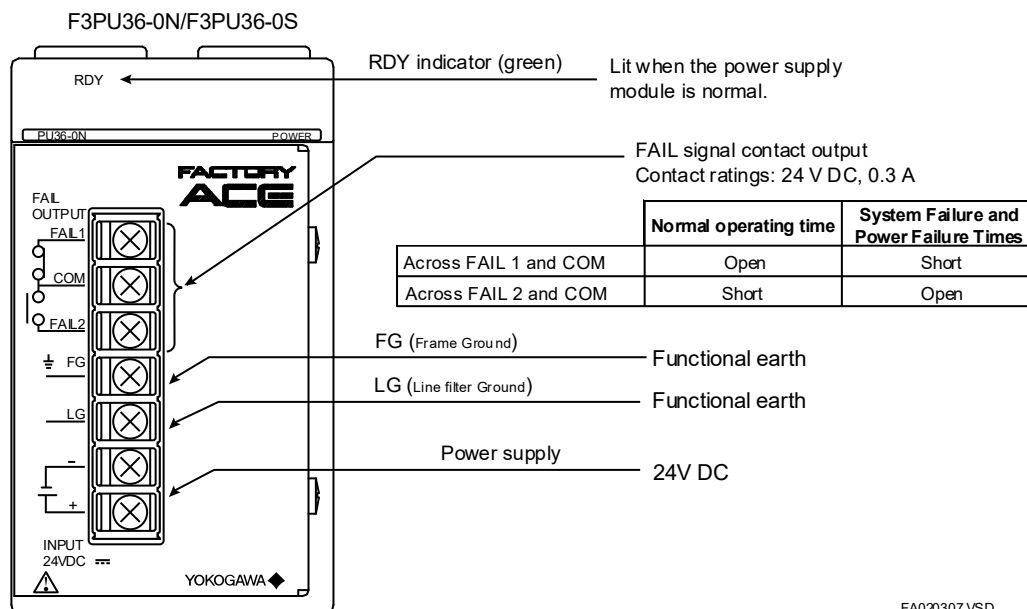 F3PU36-0N/F3PU36-0S
RDY
RDY indicator (green)
Lit when the power supply
module is normal.
PU36-0N
POWER
FACTORY
ACE
FAIL signal contact output
Contact ratings: 24 V DC, 0.3 A
Normal operating time
System Failure and
Power Failure Times
Across FAIL 1 and COM
Open
Short
Across FAIL 2 and COM
Short
Open
FAIL
OUTPUT
FAIL1
COM
FAIL2
FG
LG
-
+
INPUT
24VDC
FG (Frame Ground)
Functional earth
LG (Line filter Ground)
Functional earth
Power supply
24V DC
YOKOGAWA
FA020307.VSD